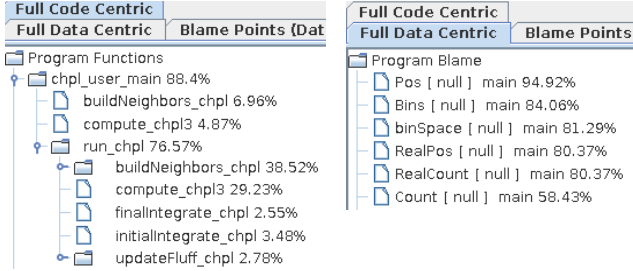 Full Code Centric
Full Data Centric Blame Points (Dat
Program Functions
chpl_user_main 88.4%
buildNeighbors_chpl 6.96%
compute_chpl3 4.87%
run_chpl 76.57%
buildNeighbors_chpl 38.52%
compute_chpl3 29.23%
finalIntegrate_chpl 2.55%
initialIntegrate_chpl 3.48%
updateFluff_chpl 2.78%
Full Code Centric
Full Data Centric Blame Points
Program Blame
Pos [ null ] main 94.92%
Bins [ null ] main 84.06%
binSpace [ null ] main 81.29%
RealPos [ null ] main 80.37%
RealCount [ null ] main 80.37%
Count [ null ] main 58.43%